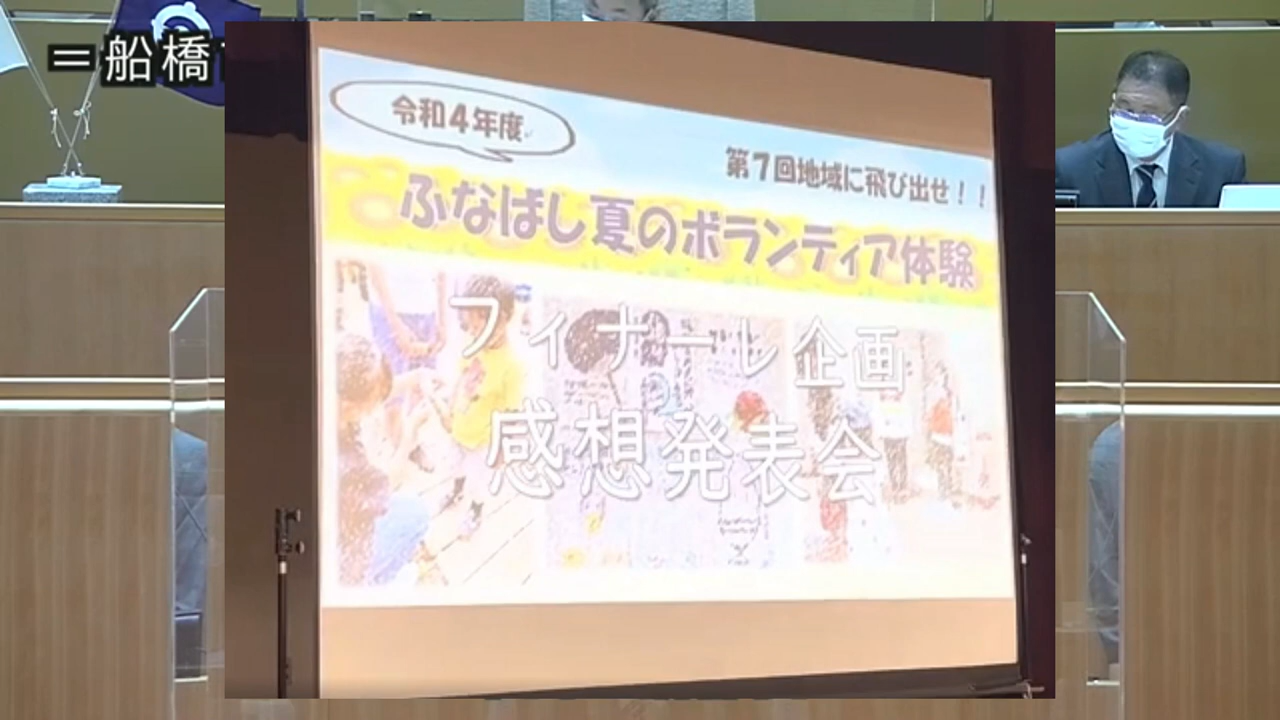 ＝船橋
令和４年度
第７回地域に飛び出せ！！
ふなばし夏のボランティア体験
フィナーレ企画
感想発表会